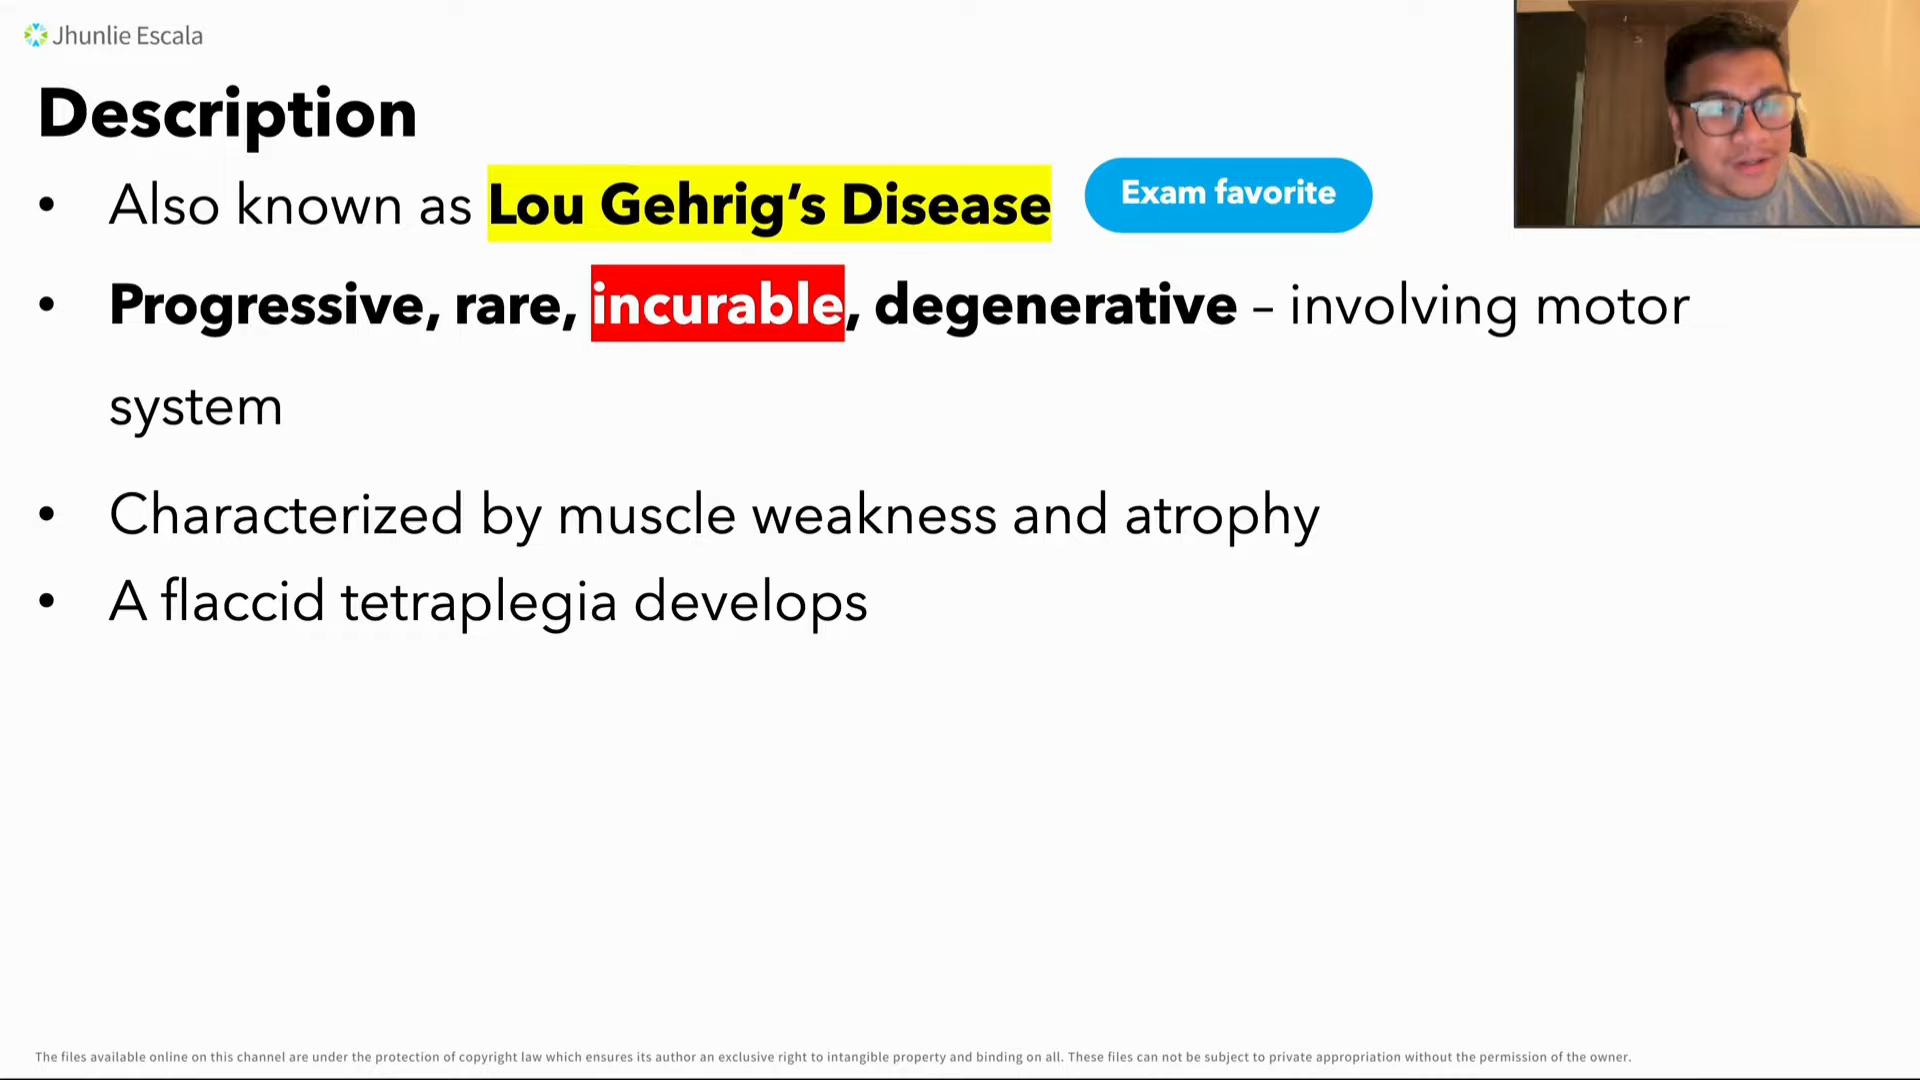 Jhunlie Escala
Description
• Also known as Lou Gehrig’s Disease
Exam favorite
• Progressive, rare, incurable, degenerative – involving motor
system
• Characterized by muscle weakness and atrophy
• A flaccid tetraplegia develops
The files available online on this channel are under the protection of copyright law which ensures its author an exclusive right to intangible property and binding on all. These files can not be subject to private appropriation without the permission of the owner.